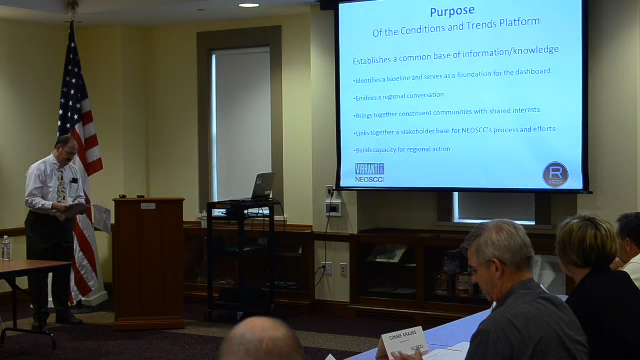 Purpose
Of the Conditions and Trends Platform
Establishes a common base of information/knowledge
•Identifies a baseline and serves as a foundation for the dashboard
•Enables a regional conversation
•Brings together constituent communities with shared interests
•Links together a stakeholder base for NEOSCC's process and efforts
•Builds capacity for regional action
VIBRANT
NEOSCC
R